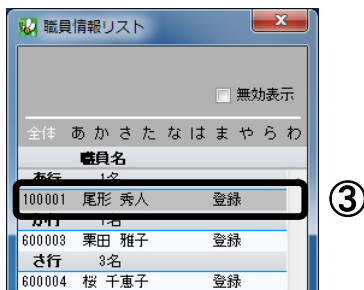 職員情報リスト
無効表示
全体 あ か さ た な は ま や ら わ
職員名
あ行 1名
100001 尾形 秀人 登録
③
か行 1名
600003 栗田 雅子 登録
さ行 3名
600004 桜 千恵子 登録